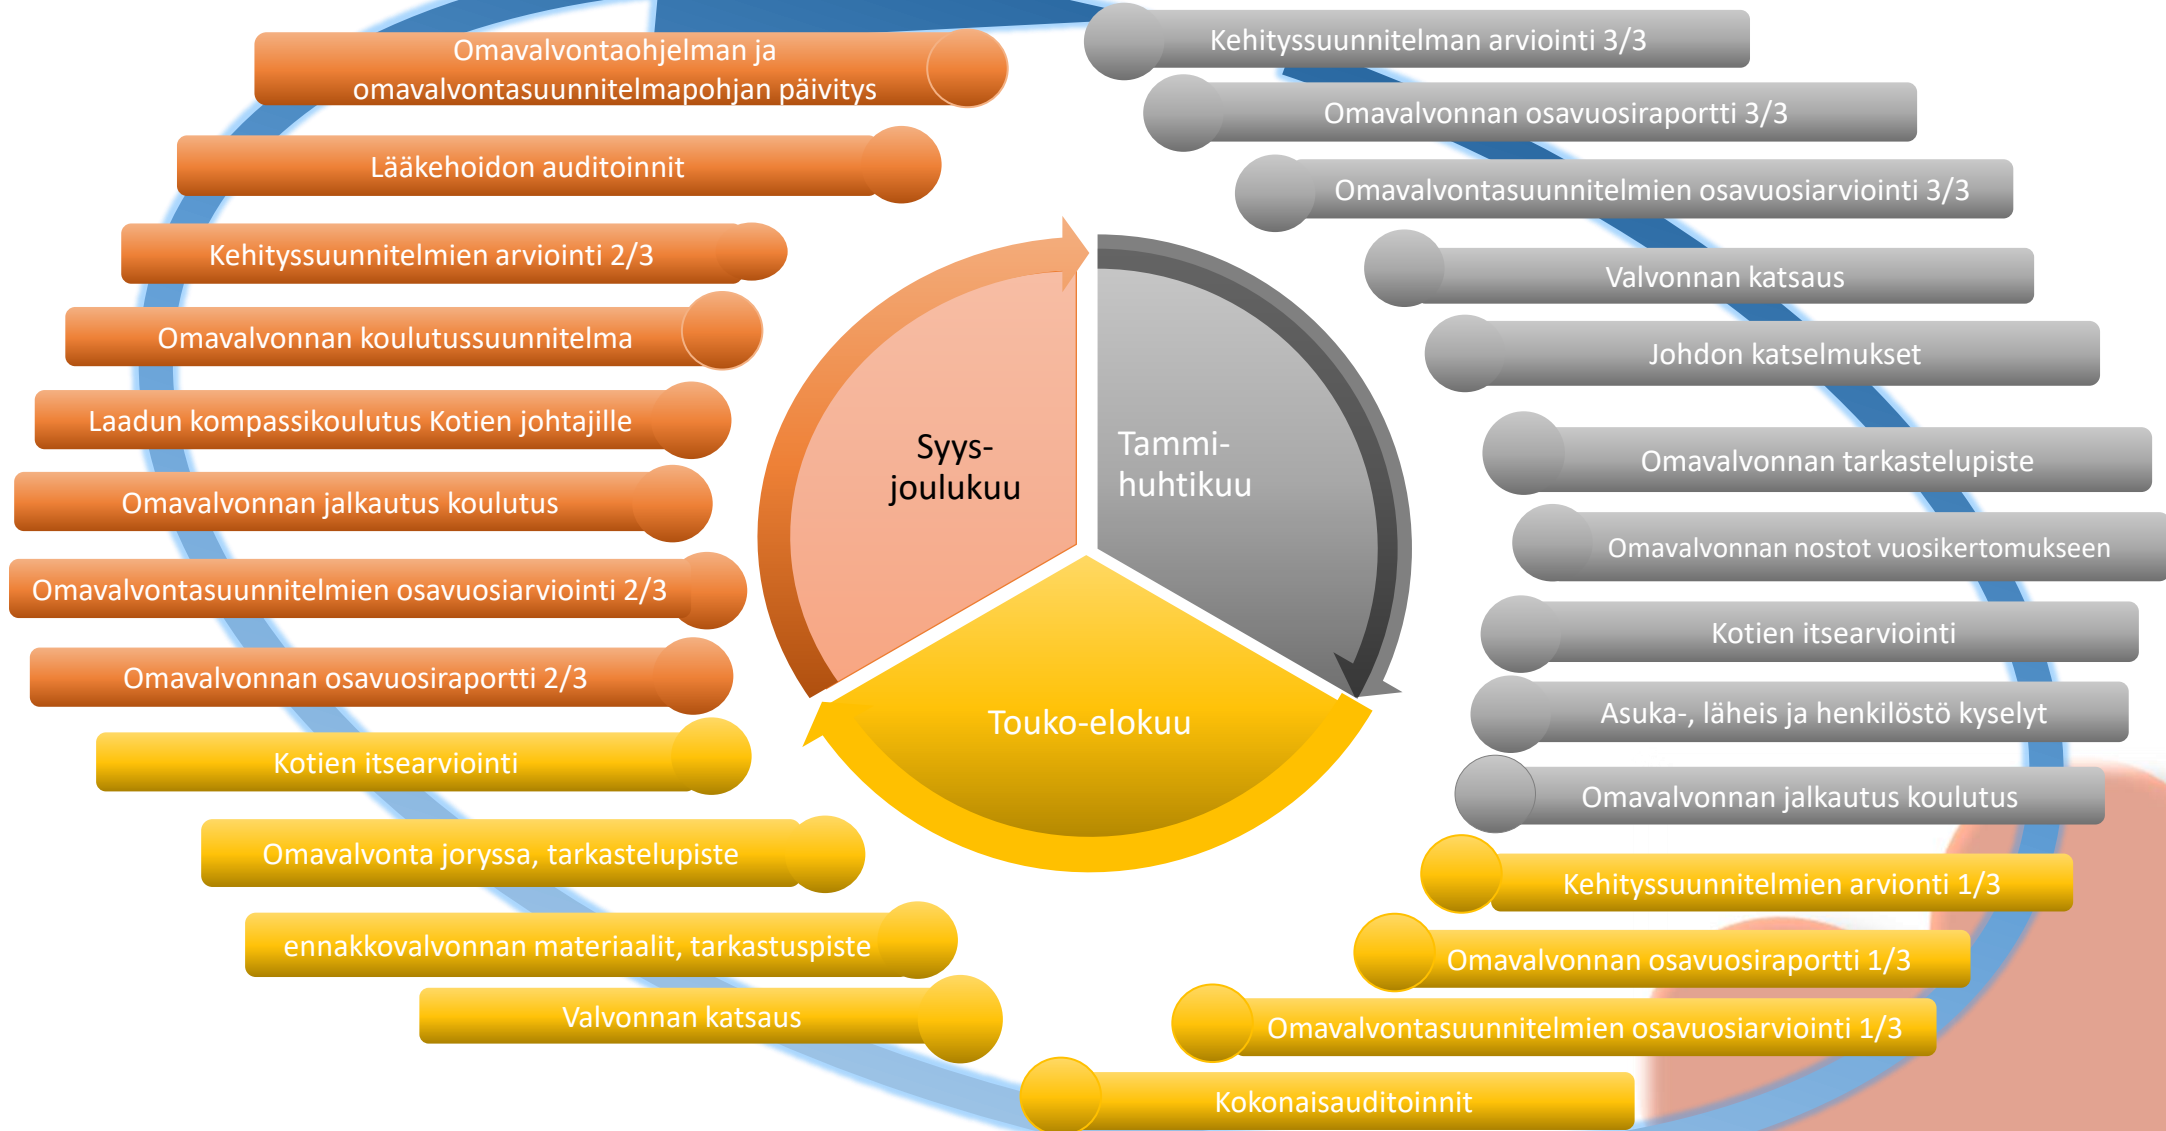 Omavalvontaohjelman ja
omavalvontasuunnitelmapohjan päivitys
Lääkehoidon auditoinnit
Kehityssuunnitelmien arviointi 2/3
Omavalvonnan koulutussuunnitelma
Laadun kompassikoulutus Kotien johtajille
Omavalvonnan jalkautus koulutus
Omavalvontasuunnitelmien osavuosiarviointi 2/3
Omavalvonnan osavuosiraportti 2/3
Kotien itsearviointi
Omavalvonta joryssa, tarkastelupiste
ennakkovalvonnan materiaalit, tarkastuspiste
Valvonnan katsaus
Syys-
joulukuu
Tammi-
huhtikuu
Touko-elokuu
Kehityssuunnitelman arviointi 3/3
Omavalvonnan osavuosiraportti 3/3
Omavalvontasuunnitelmien osavuosiarviointi 3/3
Valvonnan katsaus
Johdon katselmukset
Omavalvonnan tarkastelupiste
Omavalvonnan nostot vuosikertomukseen
Kotien itsearviointi
Asuka-, läheis ja henkilöstö kyselyt
Omavalvonnan jalkautus koulutus
Kehityssuunnitelmien arvionti 1/3
Omavalvonnan osavuosiraportti 1/3
Omavalvontasuunnitelmien osavuosiarviointi 1/3
Kokonaisauditoinnit